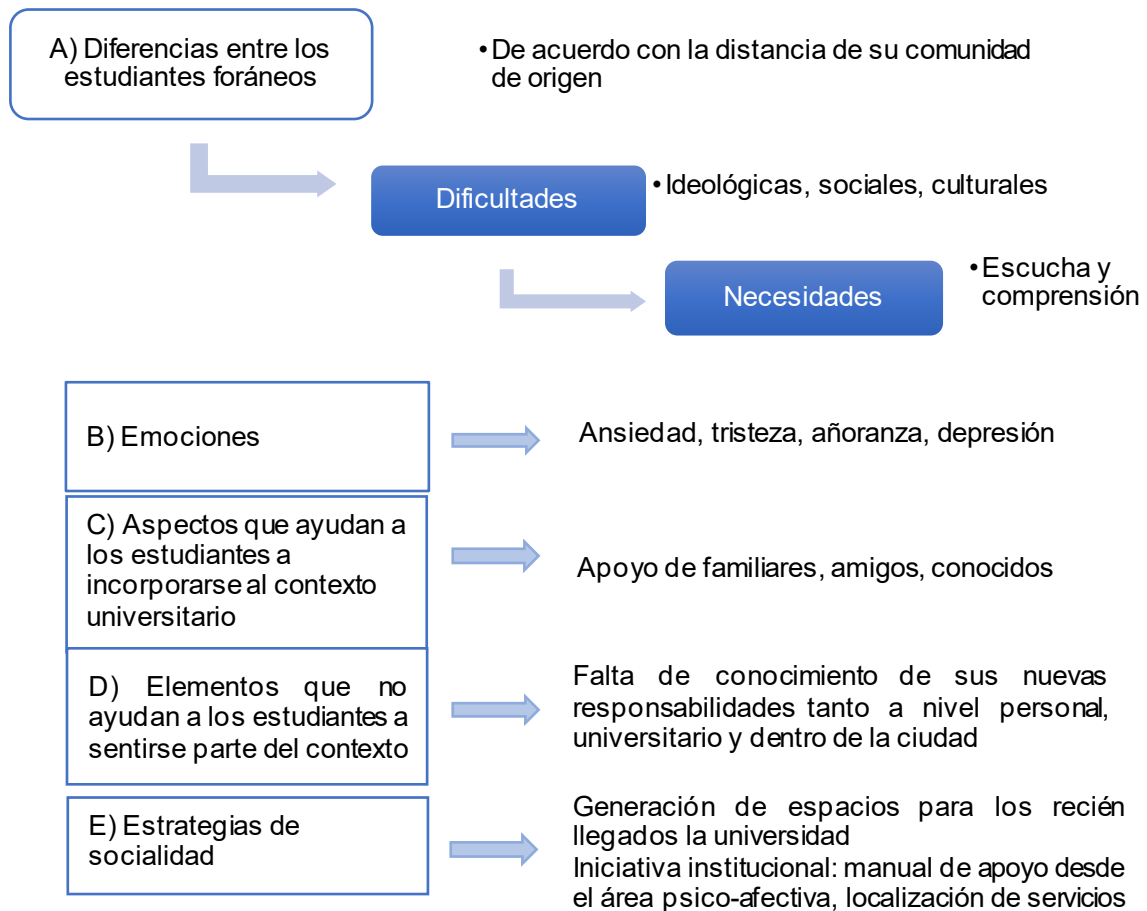 A) Diferencias entre los
estudiantes foráneos
•De acuerdo con la distancia de su comunidad
de origen
Dificultades
•Ideológicas, sociales, culturales
Necesidades
•Escucha y
comprensión
B) Emociones
Ansiedad, tristeza, añoranza, depresión
C) Aspectos que ayudan a
los estudiantes a
incorporarse al contexto
universitario
Apoyo de familiares, amigos, conocidos
D) Elementos que no
ayudan a los estudiantes a
sentirse parte del contexto
Falta de conocimiento de sus nuevas
responsabilidades tanto a nivel personal,
universitario y dentro de la ciudad
E) Estrategias de
socialidad
Generación de espacios para los recién
llegados la universidad
Iniciativa institucional: manual de apoyo desde
el área psico-afectiva, localización de servicios